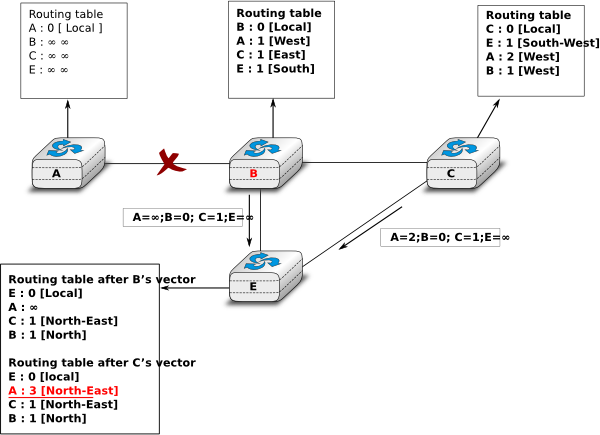 Routing table
A : 0 [ Local ]
B : ∞ ∞
C : ∞ ∞
E : ∞ ∞
Routing table
B : 0 [Local]
A : 1 [West]
C : 1 [East]
E : 1 [South]
Routing table
C : 0 [Local]
E : 1 [South-West]
A : 2 [West]
B : 1 [West]
A
B
C
A=∞;B=0; C=1;E=∞
A=2;B=0; C=1;E=∞
E
Routing table after B’s vector
E : 0 [Local]
A : ∞
C : 1 [North-East]
B : 1 [North]
Routing table after C’s vector
E : 0 [local]
A : 3 [North-East]
C : 1 [North-East]
B : 1 [North]